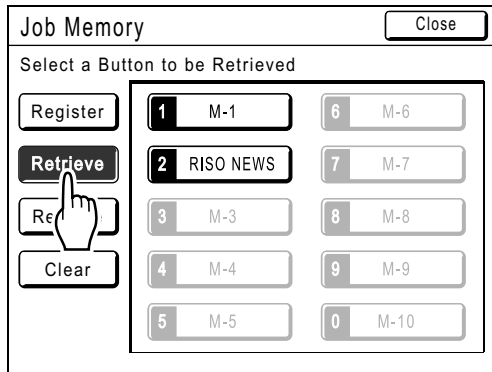 Job Memory
Close
Select a Button to be Retrieved
Register
Retrieve
Clear
1 M-1
2 RISO NEWS
3 M-3
4 M-4
5 M-5
6 M-6
7 M-7
8 M-8
9 M-9
0 M-10